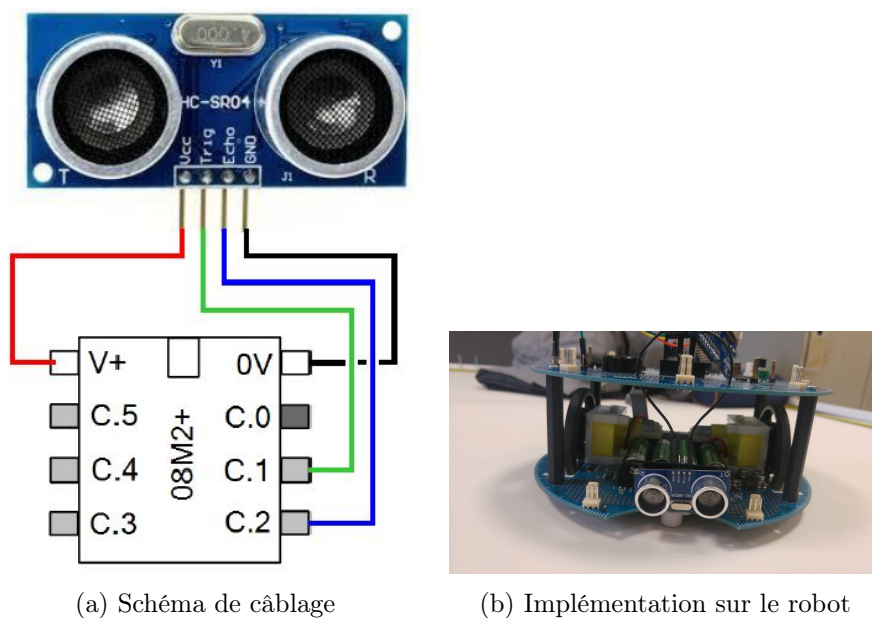 Y1
HC-SR04
Vcc
Trig
Echo
GND
T
J1
R
V+
0V
C.5
C.0
08M2+
C.4
C.1
C.3
C.2
(a) Schéma de câblage
(b) Implémentation sur le robot